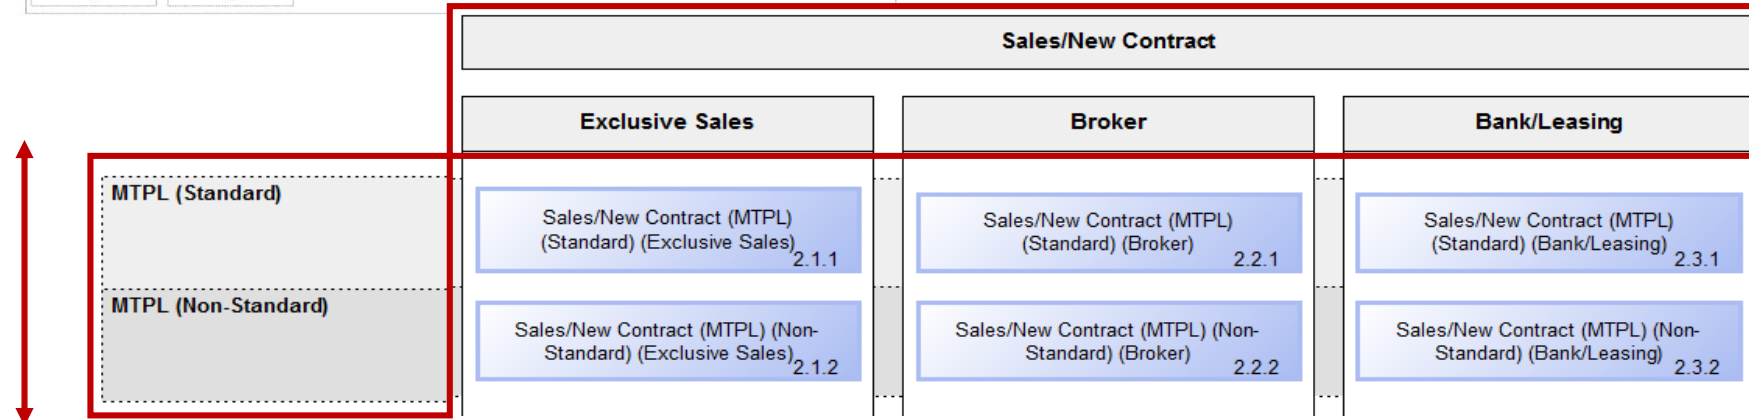 Sales/New Contract
Exclusive Sales
Broker
Bank/Leasing
MTPL (Standard)
Sales/New Contract (MTPL)
(Standard) (Exclusive Sales)
2.1.1
Sales/New Contract (MTPL)
(Standard) (Broker)
2.2.1
Sales/New Contract (MTPL)
(Standard) (Bank/Leasing)
2.3.1
MTPL (Non-Standard)
Sales/New Contract (MTPL) (Non-
Standard) (Exclusive Sales)
2.1.2
Sales/New Contract (MTPL) (Non-
Standard) (Broker)
2.2.2
Sales/New Contract (MTPL) (Non-
Standard) (Bank/Leasing)
2.3.2